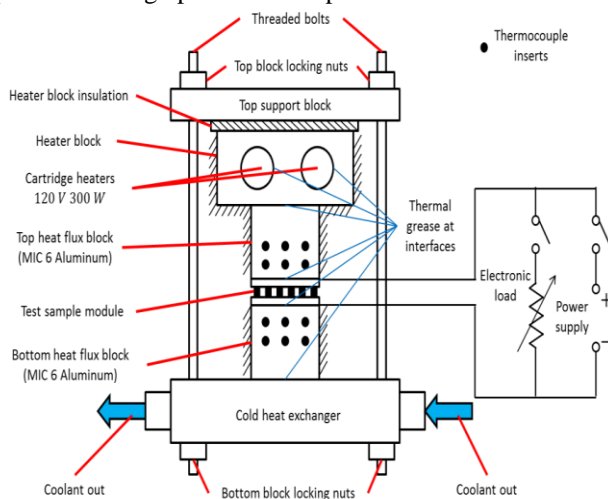 Threaded bolts
Thermocouple
inserts
Top block locking nuts
Heater block insulation
Top support block
Heater block
Cartridge heaters
120 V 300 W
Thermal
grease at
interfaces
Top heat flux block
(MIC 6 Aluminum)
Electronic
load
Power
supply
+
−
Test sample module
Bottom heat flux block
(MIC 6 Aluminum)
Cold heat exchanger
Coolant out
Bottom block locking nuts
Coolant out